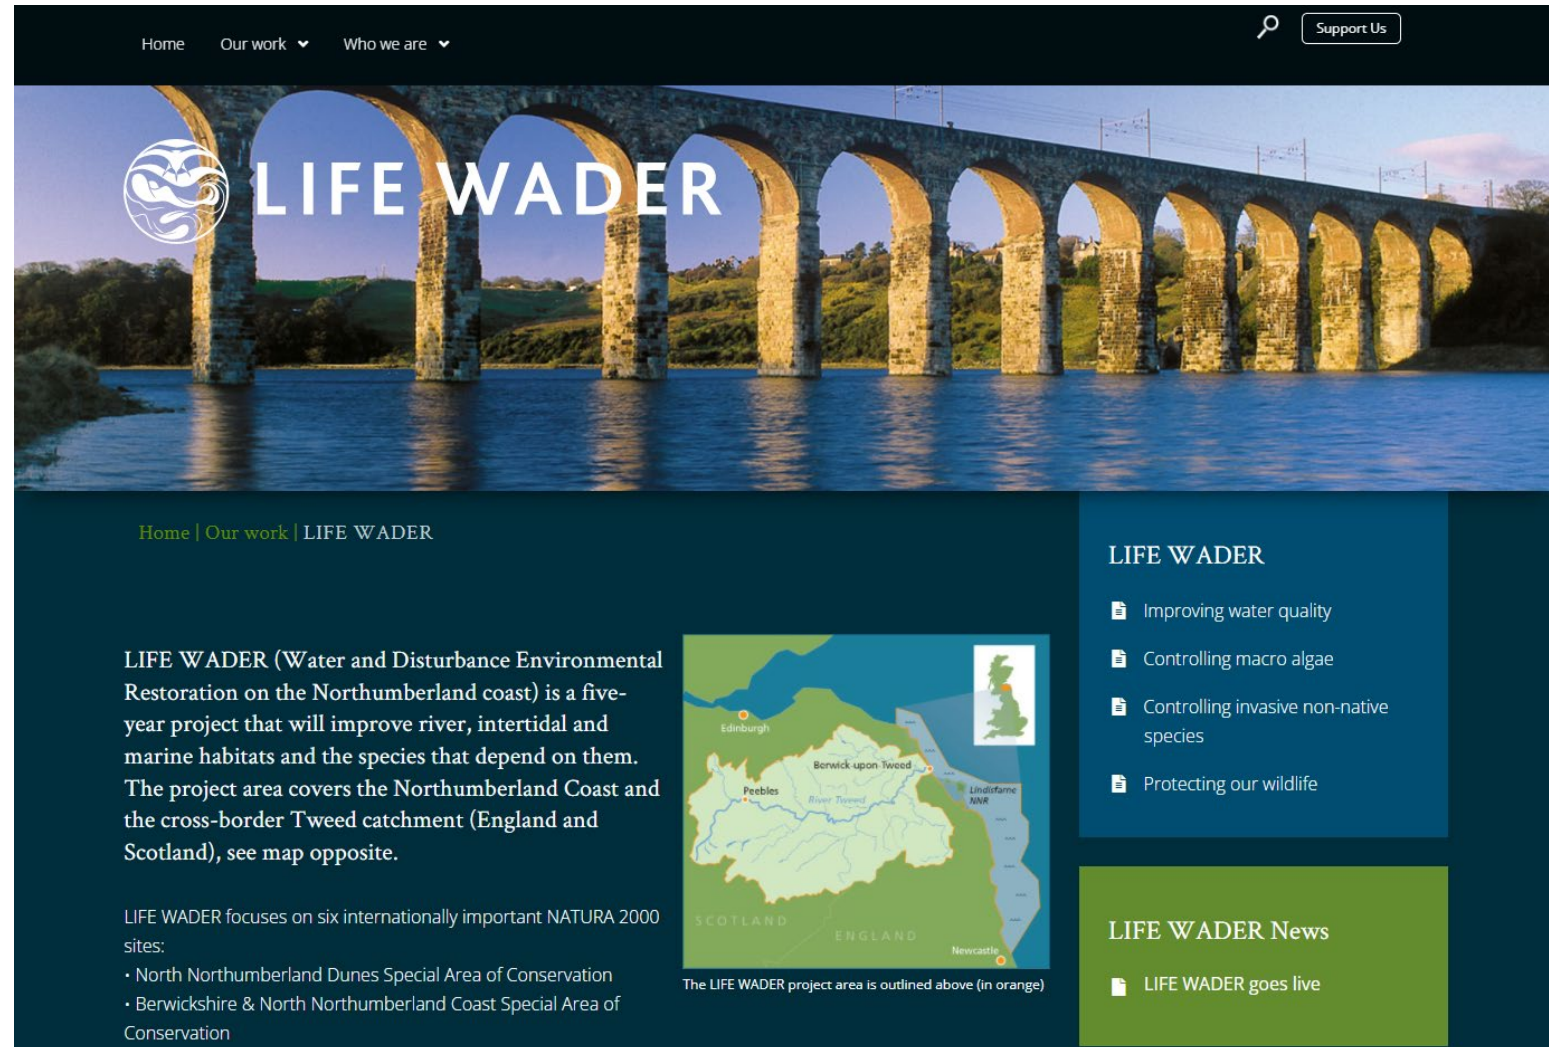 Home
Our work
Who we are
Support Us
LIFE WADER
Home | Our work | LIFE WADER
LIFE WADER (Water and Disturbance Environmental
Restoration on the Northumberland coast) is a five-
year project that will improve river, intertidal and
marine habitats and the species that depend on them.
The project area covers the Northumberland Coast and
the cross-border Tweed catchment (England and
Scotland), see map opposite.
LIFE WADER focuses on six internationally important NATURA 2000
sites:
• North Northumberland Dunes Special Area of Conservation
• Berwickshire & North Northumberland Coast Special Area of
Conservation
Edinburgh
Berwick-upon-Tweed
Peebles
River Tweed
Lindisfarne
NNR
SCOTLAND
ENGLAND
Newcastle
The LIFE WADER project area is outlined above (in orange)
LIFE WADER
Improving water quality
Controlling macro algae
Controlling invasive non-native
species
Protecting our wildlife
LIFE WADER News
LIFE WADER goes live